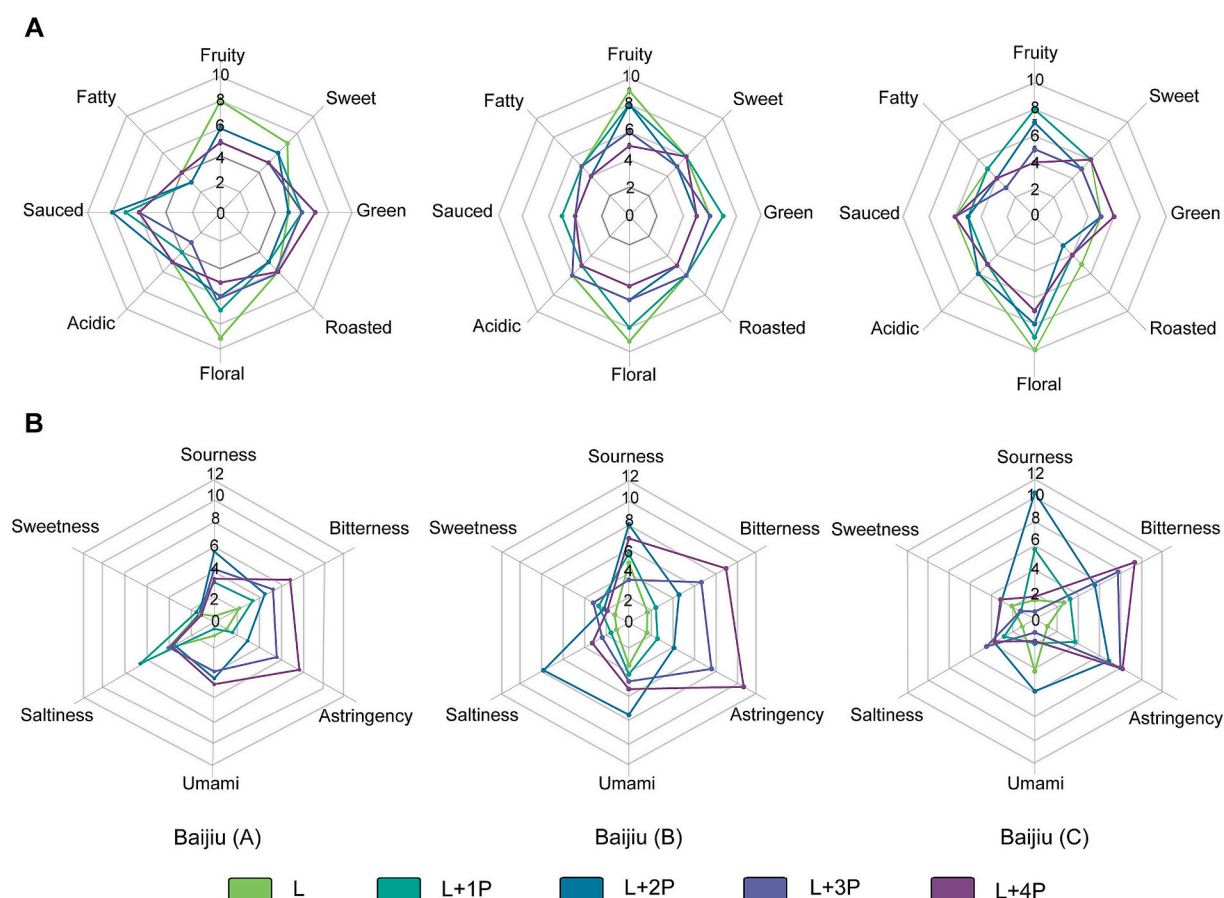 A
Fruity Fruity Fruity
10 10 10
Fatty Sweet Fatty Sweet Fatty Sweet
8 8 8
6 6 6
4 4 4
2 2 2
Sauced 0 Green Sauced 0 Green Sauced 0 Green
Acidic Roasted Acidic Roasted Acidic Roasted
Floral Floral Floral
B
Sourness Sourness Sourness
12 12 12
10 10 10
Sweetness Bitterness Sweetness Bitterness Sweetness Bitterness
8 8 8
6 6 6
4 4 4
2 2 2
0 0 0
Saltiness Astringency Saltiness Astringency Saltiness Astringency
Umami Umami Umami
Baijiu (A) Baijiu (B) Baijiu (C)
L L+1P L+2P L+3P L+4P